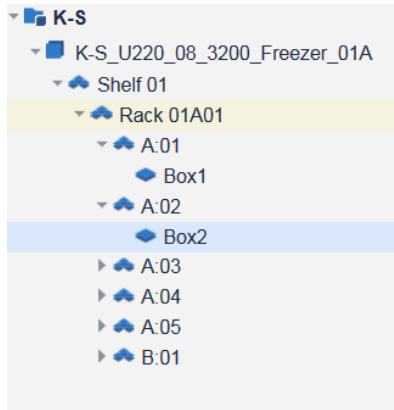 K-S
K-S_U220_08_3200_Freezer_01A
Shelf 01
Rack 01A01
A:01
Box1
A:02
Box2
A:03
A:04
A:05
B:01